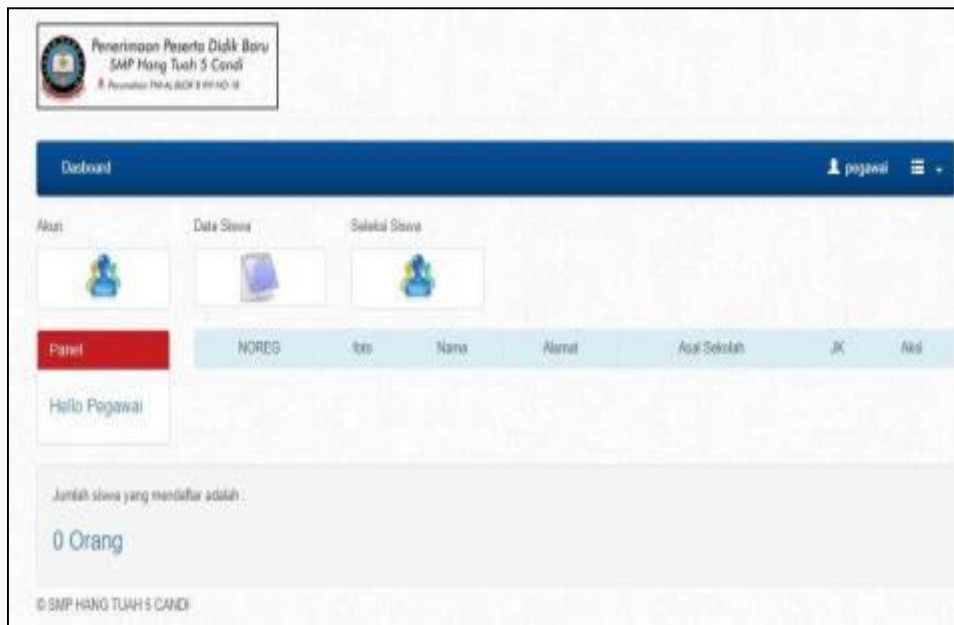 Penerimaan Peserta Didik Baru
SMP Hang Tuah 5 Candi
Dasboard
pegawai
Akun
Data Siswa
Seleksi Siswa
Panel
NOREG foto Nama Alamat Asal Sekolah JK Aksi
Hello Pegawai
Jumlah siswa yang mendaftar adalah :
0 Orang
© SMP HANG TUAH 5 CANDI